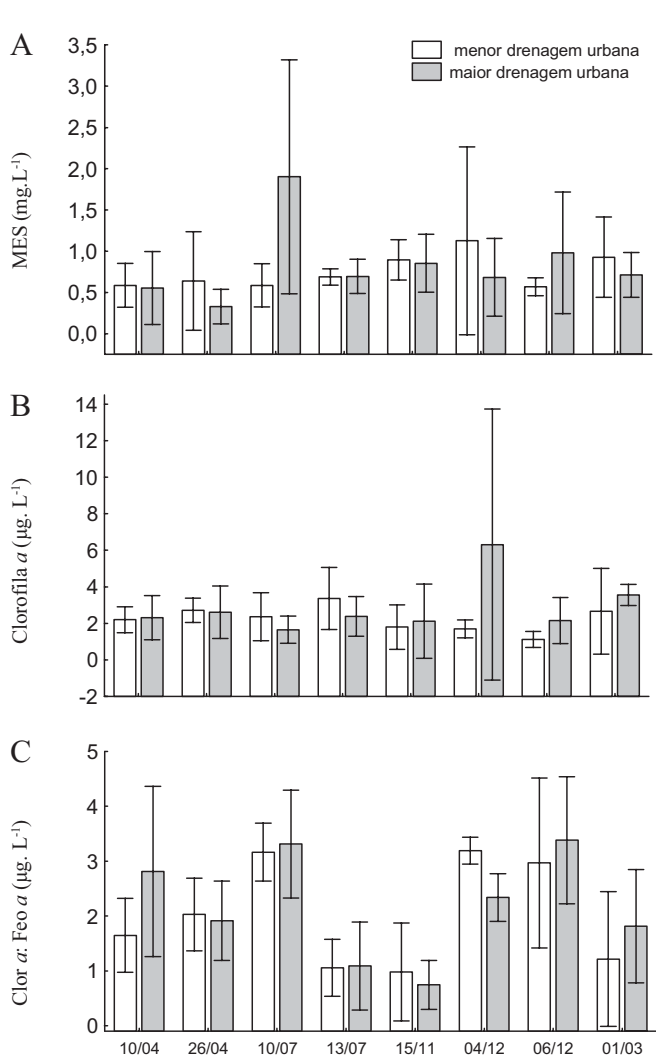 A
menor drenagem urbana
maior drenagem urbana
MES (mg.L-1)
3,5
3,0
2,5
2,0
1,5
1,0
0,5
0,0
B
Clorofila a (µg. L-1)
14
12
10
8
6
4
2
0
-2
C
Clor a: Feo a (µg. L-1)
5
4
3
2
1
0
10/04 26/04 10/07 13/07 15/11 04/12 06/12 01/03